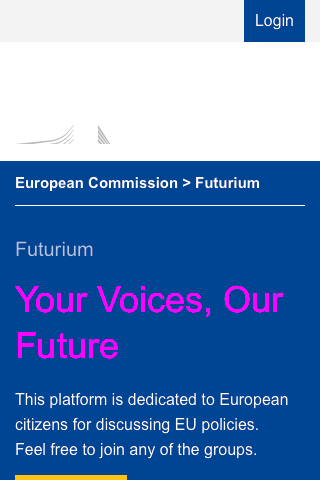 Login
European Commission > Futurium
Futurium
Your Voices, Our
Future
This platform is dedicated to European
citizens for discussing EU policies.
Feel free to join any of the groups.